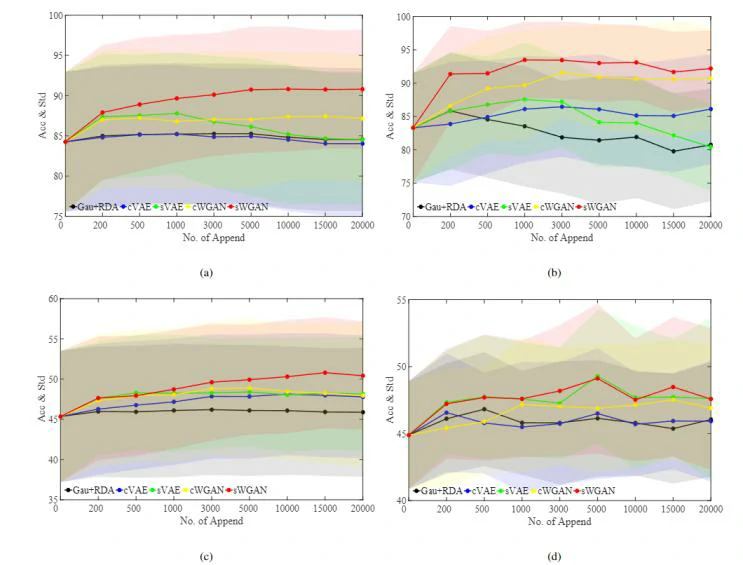 100
95
90
85
80
75
Acc & Std
0 200 500 1000 3000 5000 10000 15000 20000
No. of Append
Gau+RDA cVAE sVAE cWGAN sWGAN
(a)
100
95
90
85
80
75
70
Acc & Std
0 200 500 1000 3000 5000 10000 15000 20000
No. of Append
Gau+RDA cVAE sVAE cWGAN sWGAN
(b)
60
55
50
45
40
35
Acc & Std
0 200 500 1000 3000 5000 10000 15000 20000
No. of Append
Gau+RDA cVAE sVAE cWGAN sWGAN
(c)
55
50
45
40
Acc & Std
0 200 500 1000 3000 5000 10000 15000 20000
No. of Append
Gau+RDA cVAE sVAE cWGAN sWGAN
(d)